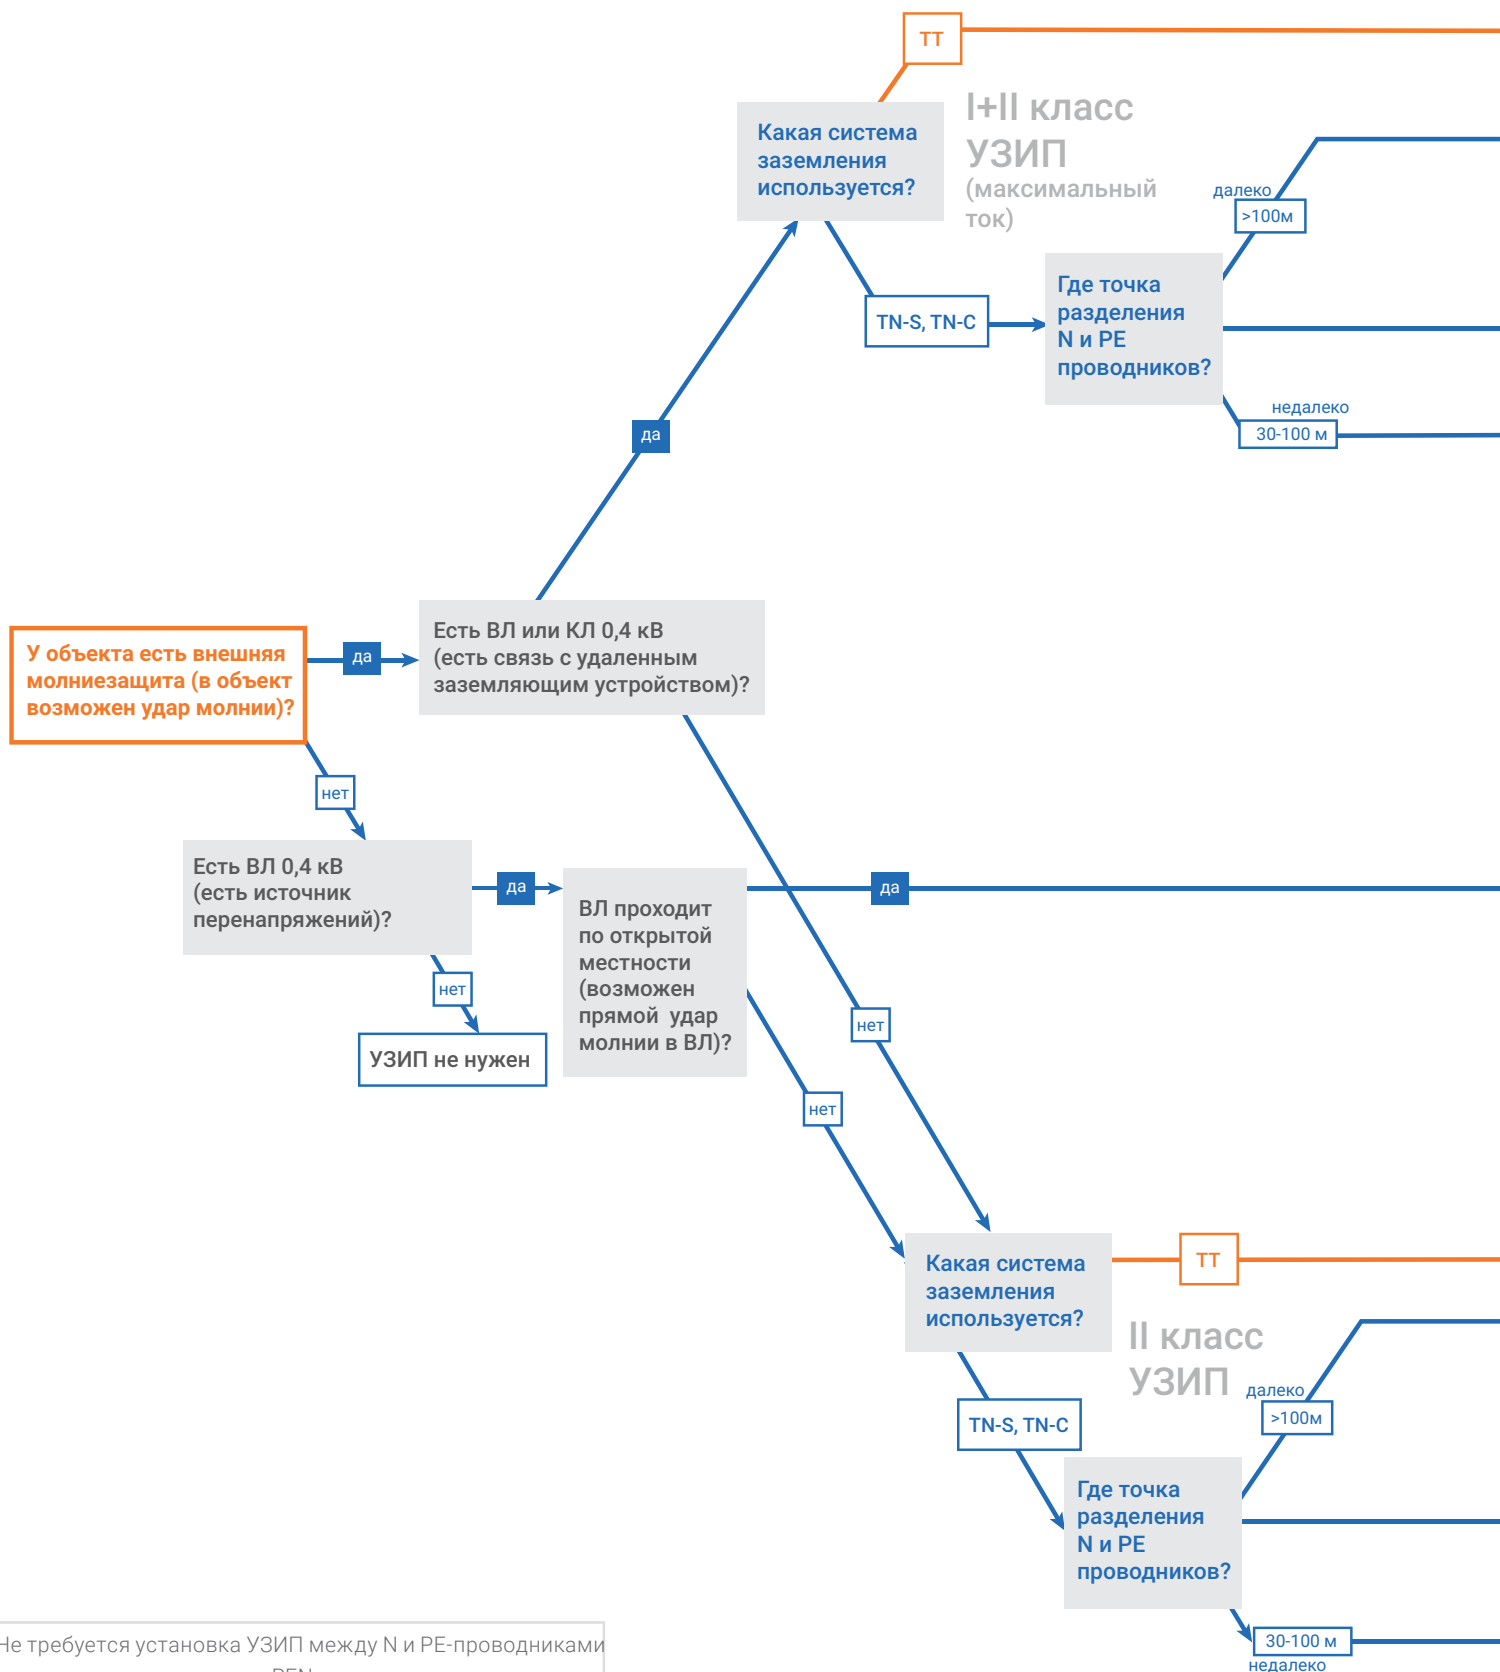 TT
I+II класс
УЗИП
(максимальный
ток)
Какая система
заземления
используется?
далеко
>100м
TN-S, TN-C
Где точка
разделения
N и PE
проводников?
недалеко
30-100 м
да
У объекта есть внешняя
молниезащита (в объект
возможен удар молнии)?
да
Есть ВЛ или КЛ 0,4 кВ
(есть связь с удаленным
заземляющим устройством)?
нет
Есть ВЛ 0,4 кВ
(есть источник
перенапряжений)?
да
ВЛ проходит
по открытой
местности
(возможен
прямой удар
молнии в ВЛ)?
да
нет
УЗИП не нужен
нет
нет
Какая система
заземления
используется?
TT
II класс
УЗИП
далеко
>100м
TN-S, TN-C
Где точка
разделения
N и PE
проводников?
30-100 м
недалеко
Не требуется установка УЗИП между N и PE-проводниками